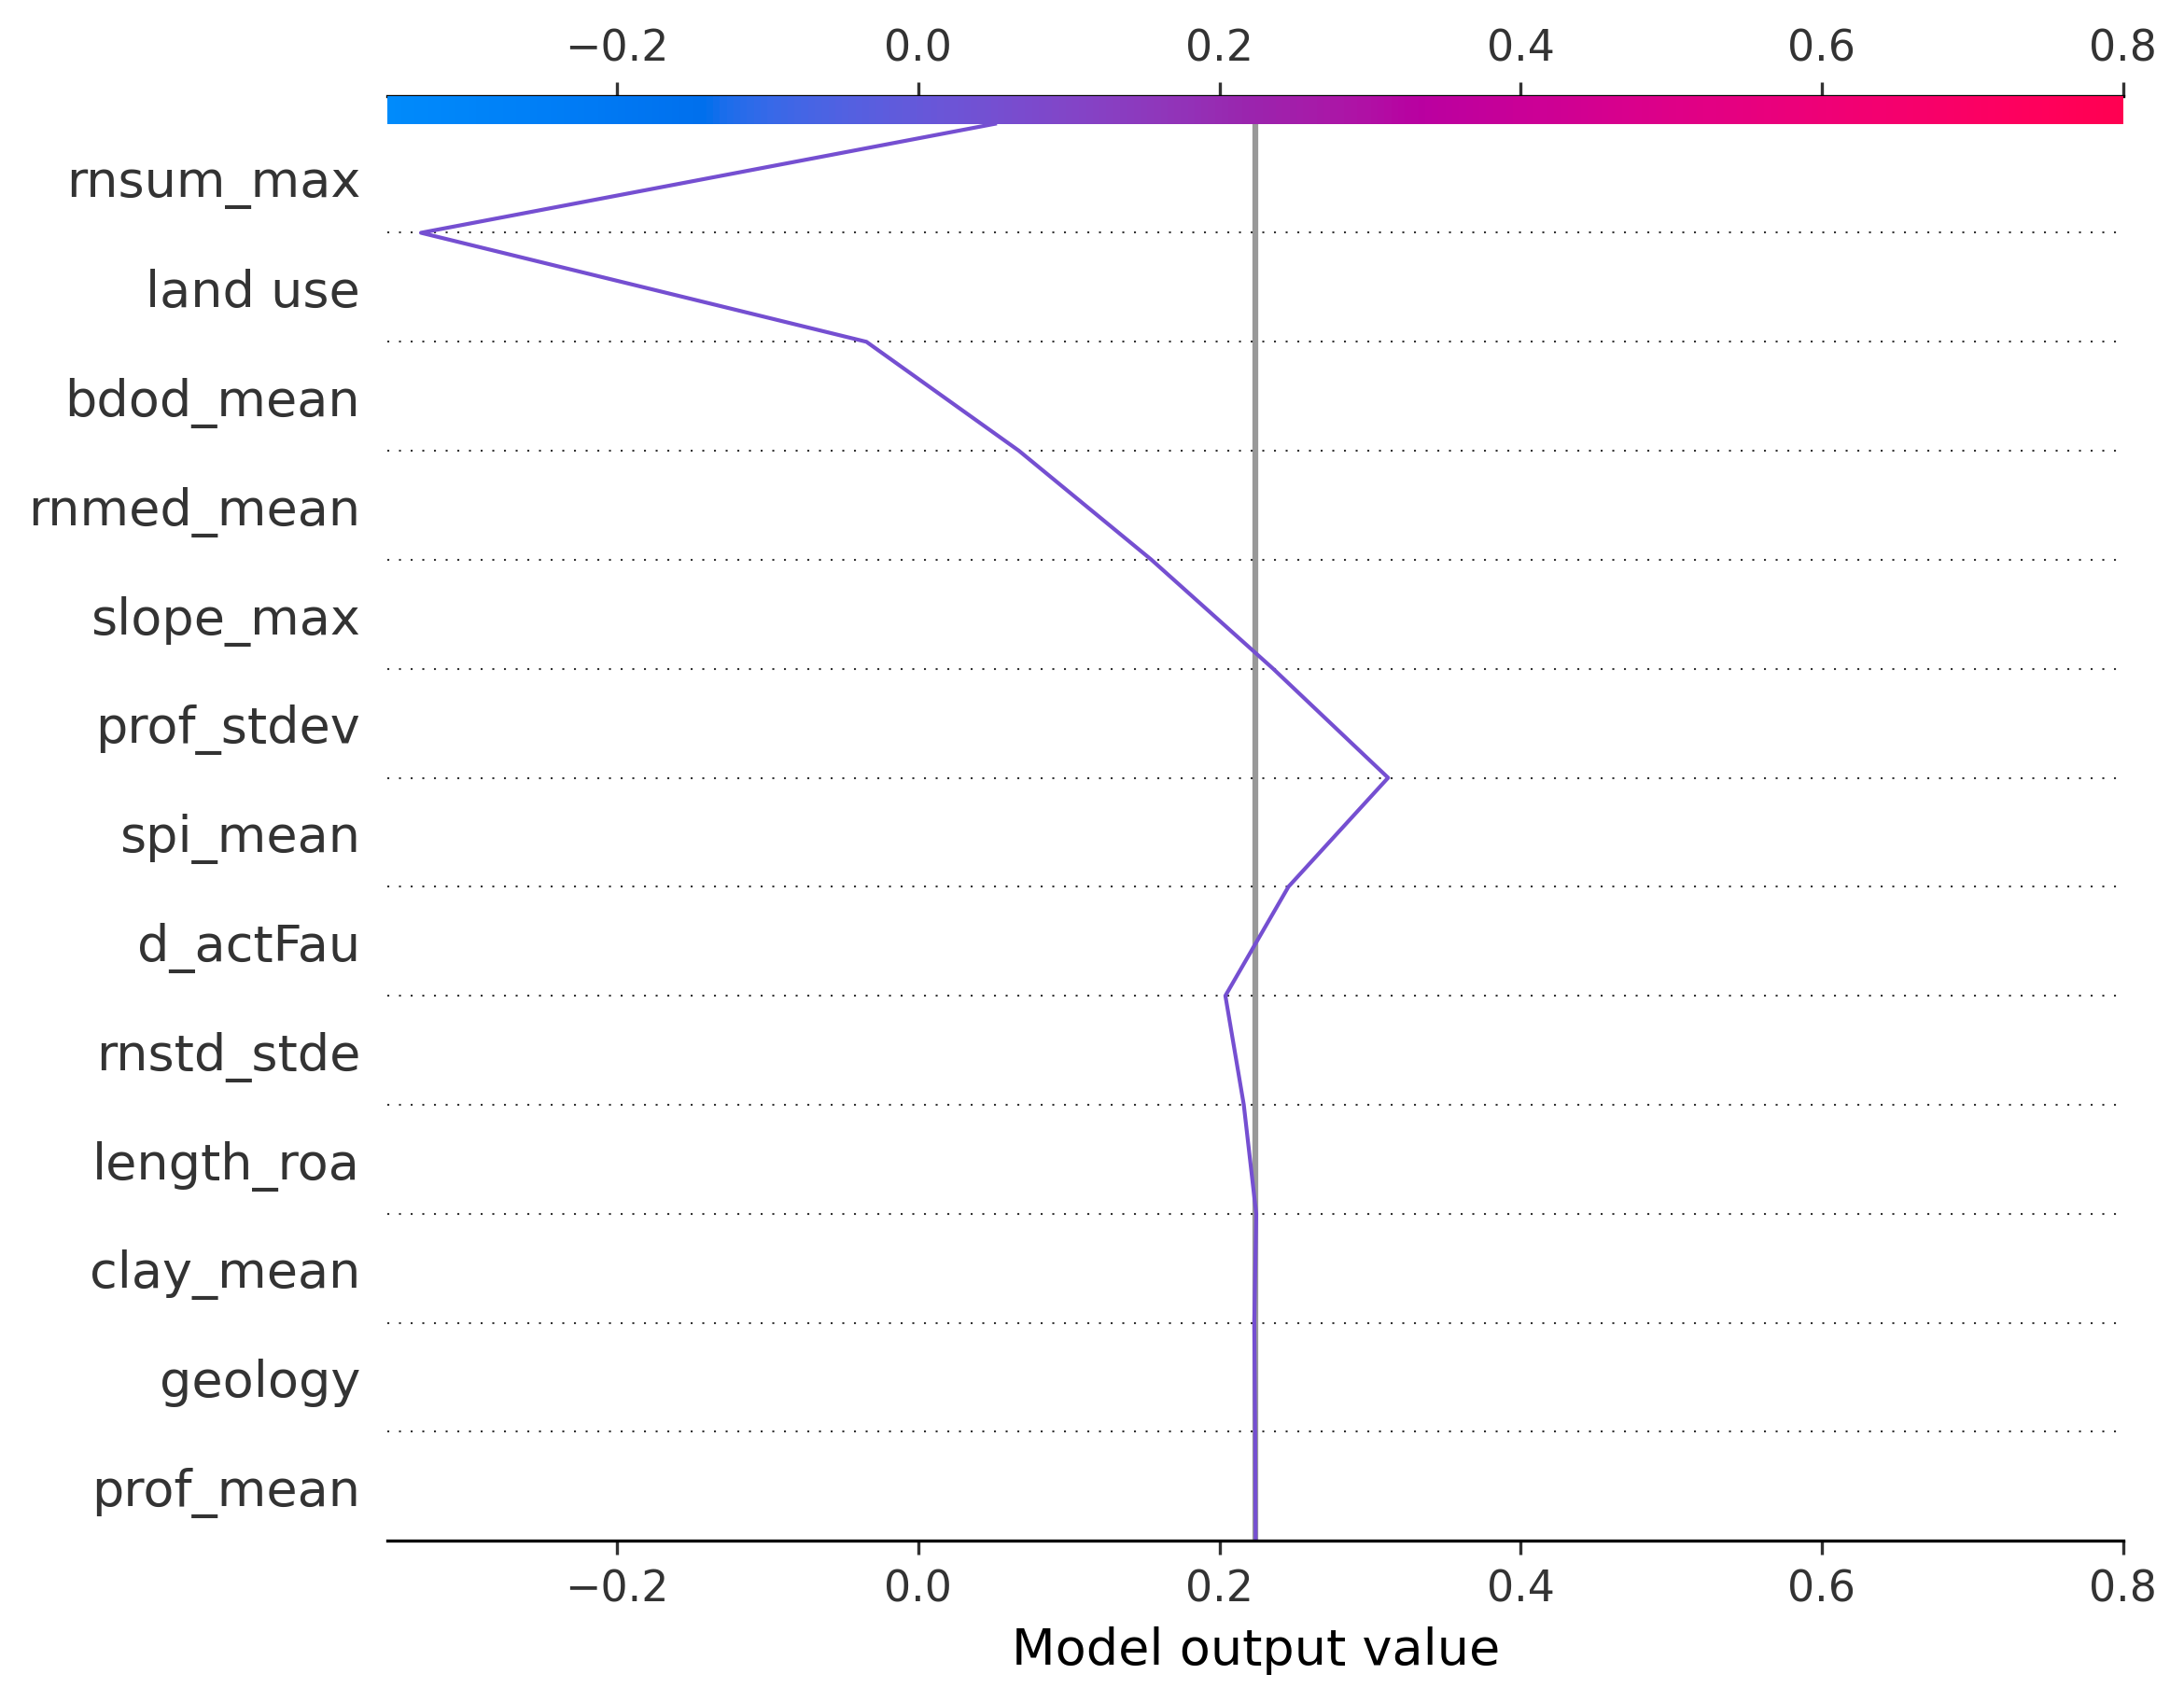 −0.2 0.0 0.2 0.4 0.6 0.8
rnsum_max
land use
bdod_mean
rnmed_mean
slope_max
prof_stdev
spi_mean
d_actFau
rnstd_stde
length_roa
clay_mean
geology
prof_mean
−0.2 0.0 0.2 0.4 0.6 0.8
Model output value